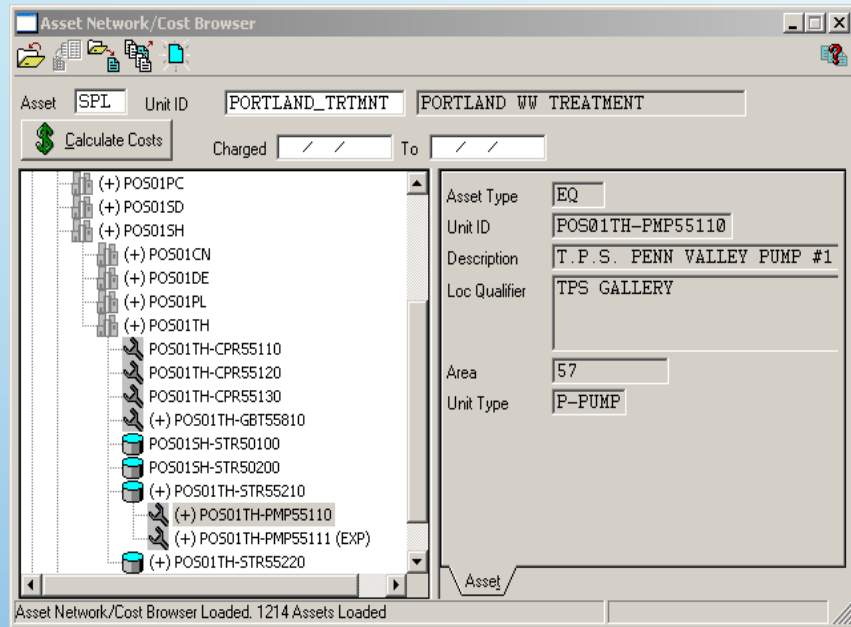 Asset Network/Cost Browser
Asset SPL Unit ID PORTLAND_TRTMNT PORTLAND WW TREATMENT
Calculate Costs Charged / / To / /
(+) POS01PC
(+) POS01SD
(+) POS01SH
(+) POS01CN
(+) POS01DE
(+) POS01PL
(+) POS01TH
POS01TH-CPR55110
POS01TH-CPR55120
POS01TH-CPR55130
(+) POS01TH-GBT55810
POS01SH-STR50100
POS01SH-STR50200
(+) POS01TH-STR55210
(+) POS01TH-PMP55110
(+) POS01TH-PMP55111 (EXP)
(+) POS01TH-STR55220
Asset Type EQ
Unit ID POS01TH-PMP55110
Description T.P.S. PENN VALLEY PUMP #1
Loc Qualifier TPS GALLERY
Area 57
Unit Type P-PUMP
Asset
Asset Network/Cost Browser Loaded. 1214 Assets Loaded